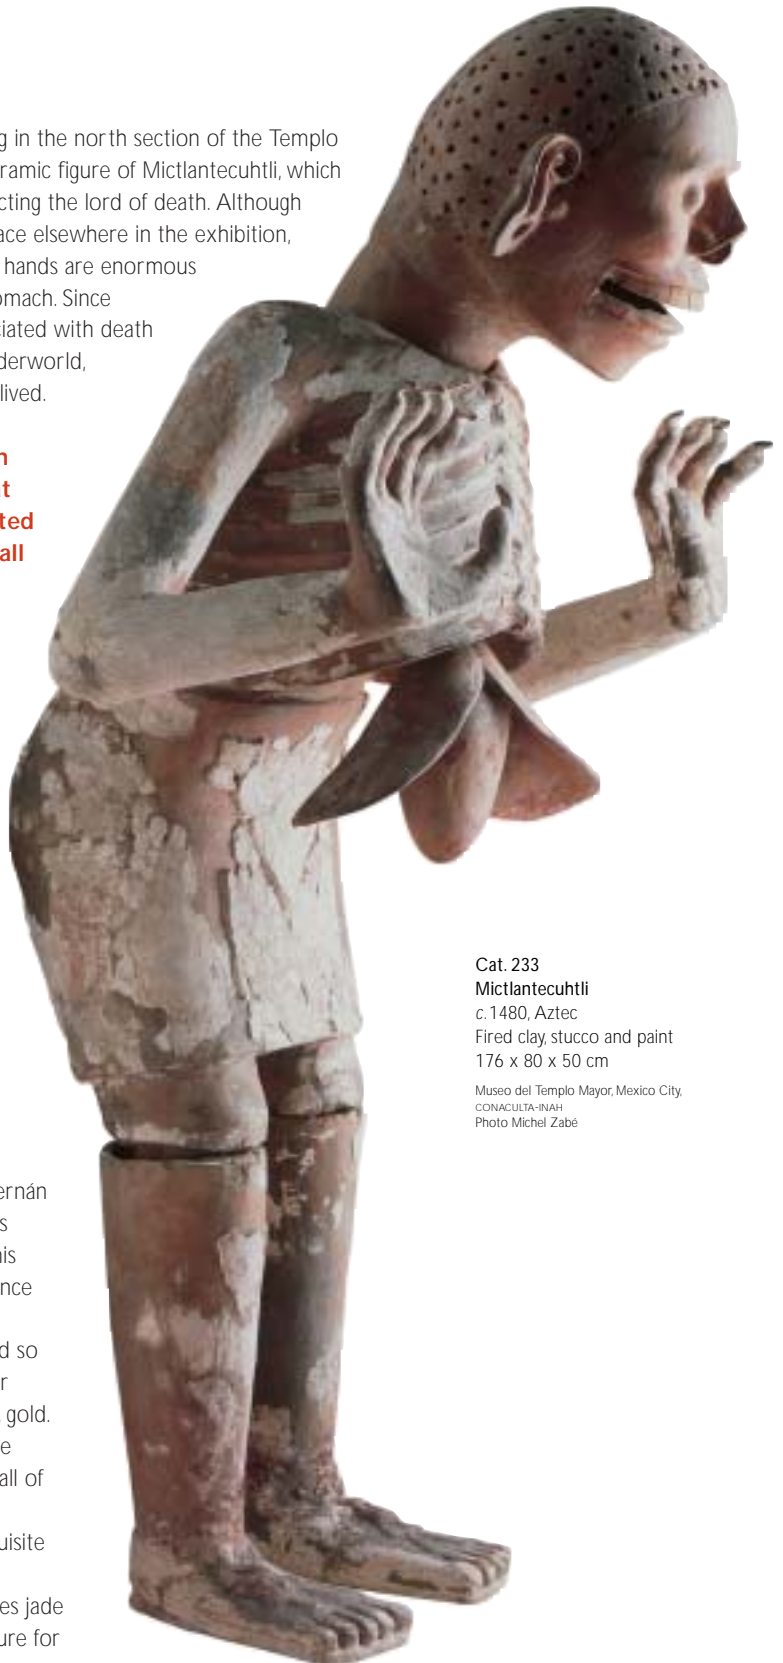 g in the north section of the Templo
ramic figure of Mictlantecuhtli, which
cting the lord of death. Although
ace elsewhere in the exhibition,
hands are enormous
omach. Since
iated with death
derworld,
lived.
n
t
ted
all
Cat. 233
Mictlantecuhtli
c.1480, Aztec
Fired clay, stucco and paint
176 x 80 x 50 cm
Museo del Templo Mayor, Mexico City,
CONACULTA-INAH
Photo Michel Zabé
ernán
s
is
nce
d so
r
gold.
e
all of
uisite
es jade
ure for